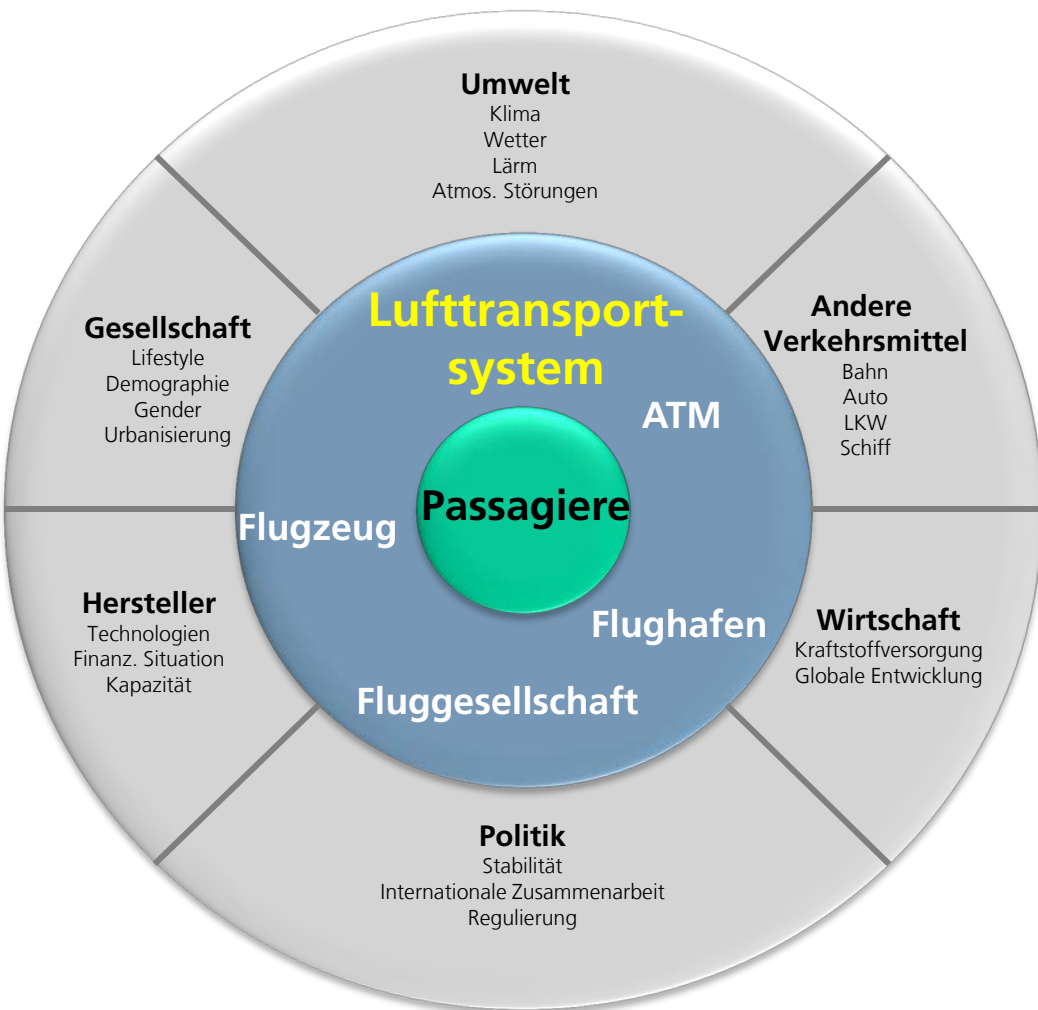 Umwelt
Klima
Wetter
Lärm
Atmos. Störungen
Gesellschaft
Lifestyle
Demographie
Gender
Urbanisierung
Lufttransport-
system
Andere
Verkehrsmittel
Bahn
Auto
LKW
Schiff
ATM
Passagiere
Flugzeug
Flughafen
Fluggesellschaft
Hersteller
Technologien
Finanz. Situation
Kapazität
Wirtschaft
Kraftstoffversorgung
Globale Entwicklung
Politik
Stabilität
Internationale Zusammenarbeit
Regulierung